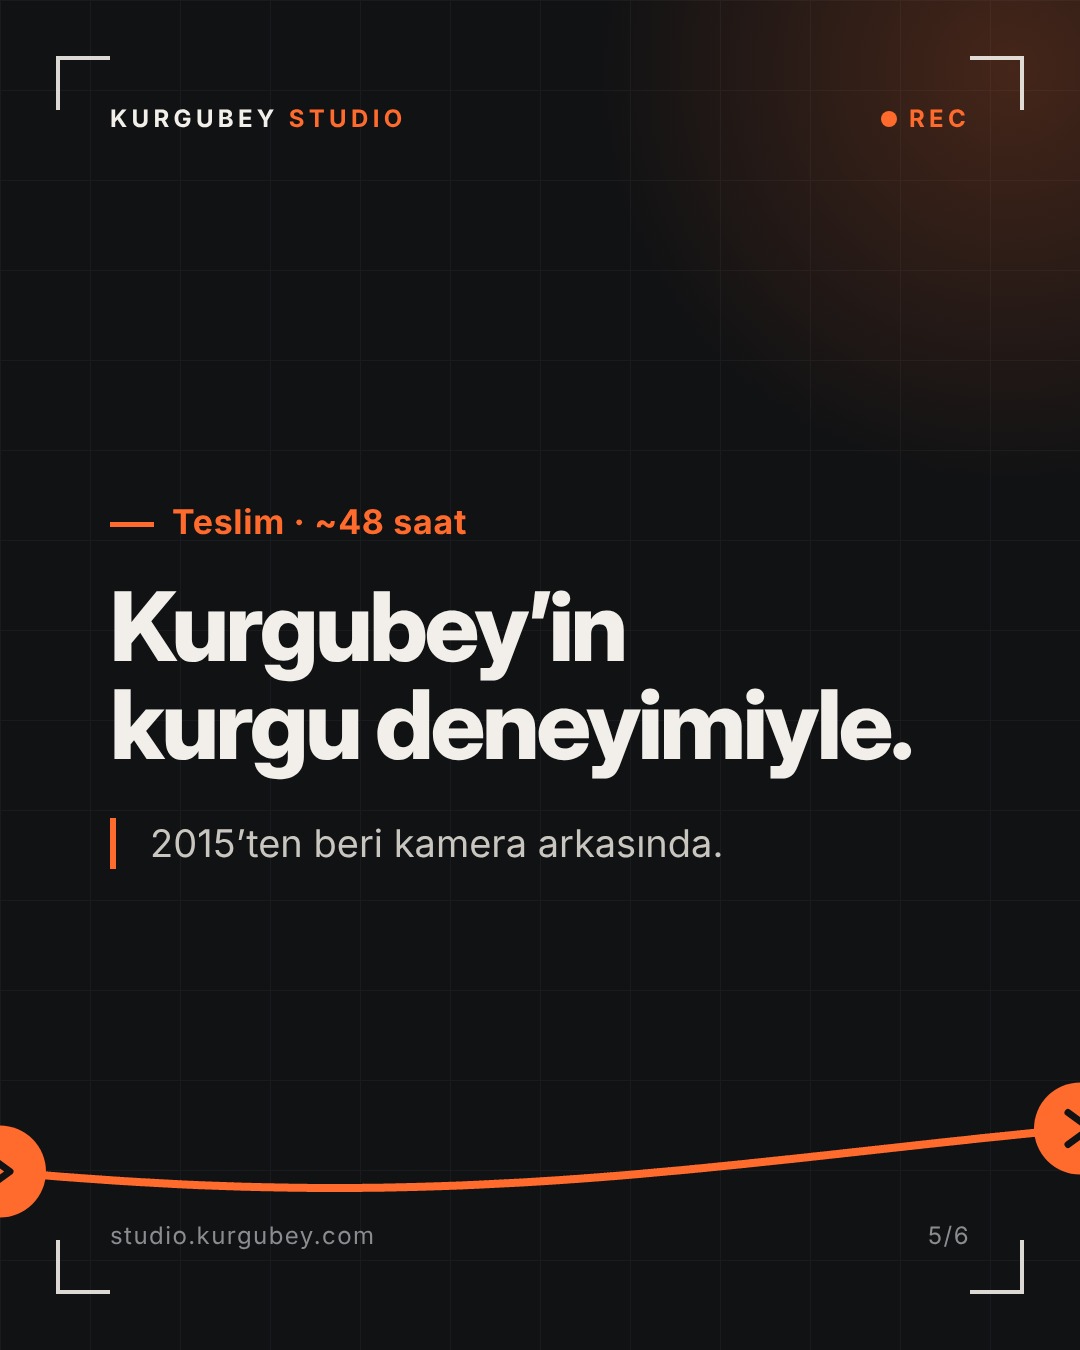 KURGUBEY STUDIO
REC
Teslim · ~48 saat
Kurgubey’in
kurgu deneyimiyle.
2015’ten beri kamera arkasında.
studio.kurgubey.com
5/6